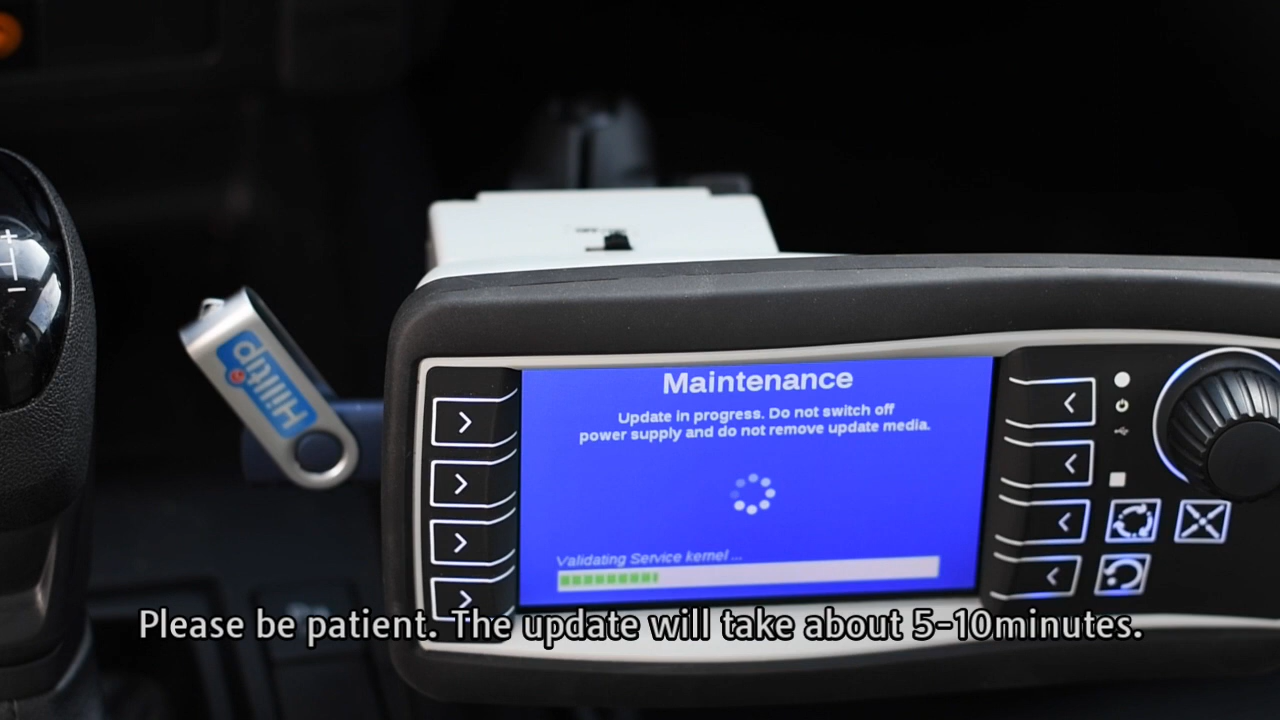 Hilltip
Maintenance
Update in progress. Do not switch off
power supply and do not remove update media.
Validating Service kernel ...
Please be patient. The update will take about 5-10minutes.